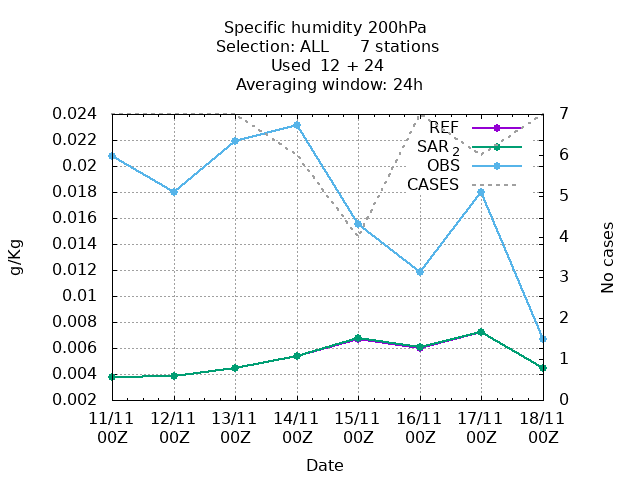 Specific humidity 200hPa
Selection: ALL 7 stations
Used 12 + 24
Averaging window: 24h
REF
SAR 2
OBS
CASES
g/Kg
0.024
0.022
0.02
0.018
0.016
0.014
0.012
0.01
0.008
0.006
0.004
0.002
7
6
5
4
3
2
1
0
No cases
11/11 12/11 13/11 14/11 15/11 16/11 17/11 18/11
00Z 00Z 00Z 00Z 00Z 00Z 00Z 00Z
Date